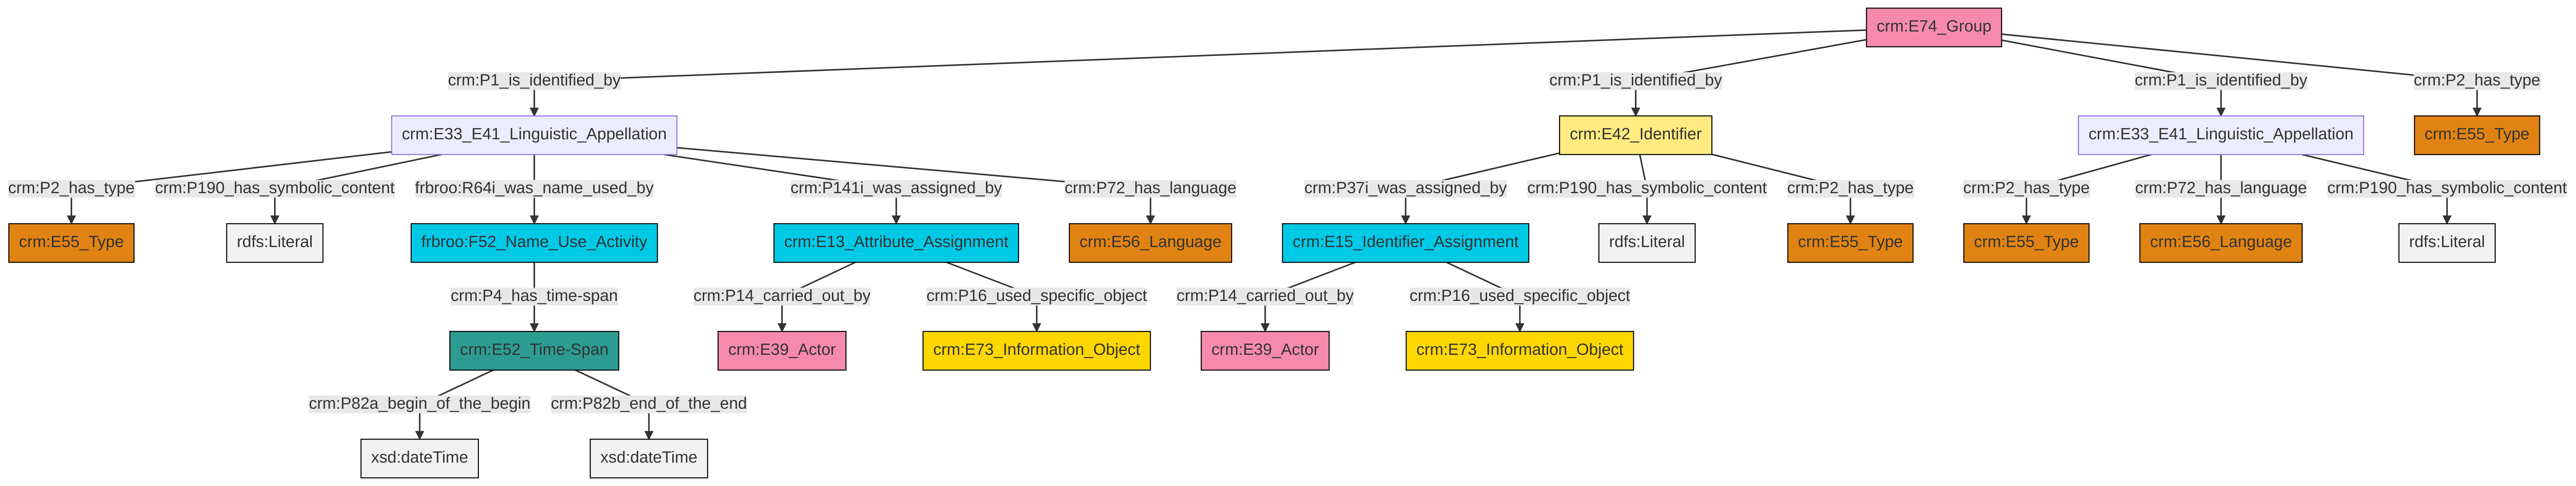 crm:E74_Group
crm:P1_is_identified_by
crm:P1_is_identified_by
crm:P1_is_identified_by
crm:P2_has_type
crm:E33_E41_Linguistic_Appellation
crm:E42_Identifier
crm:E33_E41_Linguistic_Appellation
crm:E55_Type
crm:P2_has_type
crm:P190_has_symbolic_content
frbroo:R64i_was_name_used_by
crm:P141i_was_assigned_by
crm:P72_has_language
crm:P37i_was_assigned_by
crm:P190_has_symbolic_content
crm:P2_has_type
crm:P2_has_type
crm:P72_has_language
crm:P190_has_symbolic_content
crm:E55_Type
rdfs:Literal
frbroo:F52_Name_Use_Activity
crm:E13_Attribute_Assignment
crm:E56_Language
crm:E15_Identifier_Assignment
rdfs:Literal
crm:E55_Type
crm:E55_Type
crm:E56_Language
rdfs:Literal
crm:P4_has_time-span
crm:P14_carried_out_by
crm:P16_used_specific_object
crm:P14_carried_out_by
crm:P16_used_specific_object
crm:E52_Time-Span
crm:E39_Actor
crm:E73_Information_Object
crm:E39_Actor
crm:E73_Information_Object
crm:P82a_begin_of_the_begin
crm:P82b_end_of_the_end
xsd:dateTime
xsd:dateTime